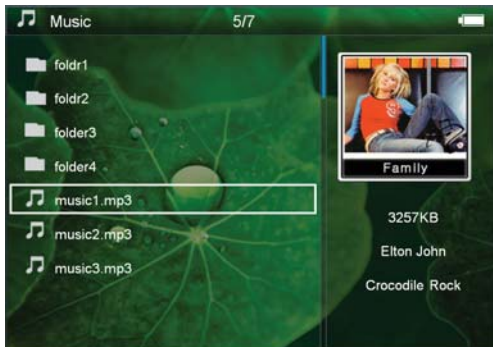 Music 5/7
foldr1
foldr2
folder3
folder4
music1.mp3
music2.mp3
music3.mp3
Family
3257KB
Elton John
Crocodile Rock